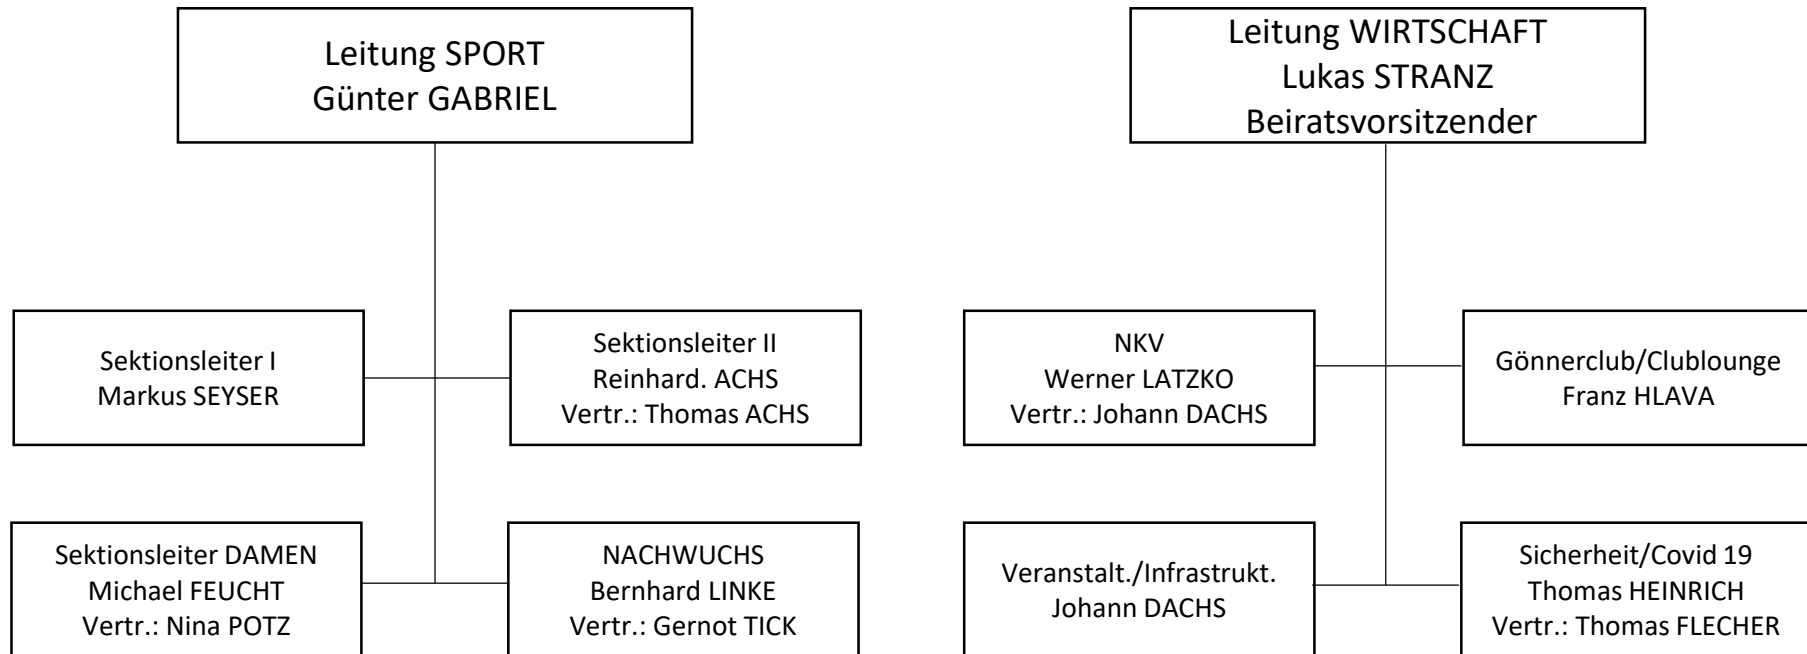 Leitung SPORT
Günter GABRIEL
Leitung WIRTSCHAFT
Lukas STRANZ
Beiratsvorsitzender
Sektionsleiter I
Markus SEYSER
Sektionsleiter II
Reinhard. ACHS
Vertr.: Thomas ACHS
NKV
Werner LATZKO
Vertr.: Johann DACHS
Gönnerclub/Clublounge
Franz HLAVA
Sektionsleiter DAMEN
Michael FEUCHT
Vertr.: Nina POTZ
NACHWUCHS
Bernhard LINKE
Vertr.: Gernot TICK
Veranstalt./Infrastrukt.
Johann DACHS
Sicherheit/Covid 19
Thomas HEINRICH
Vertr.: Thomas FLECHER